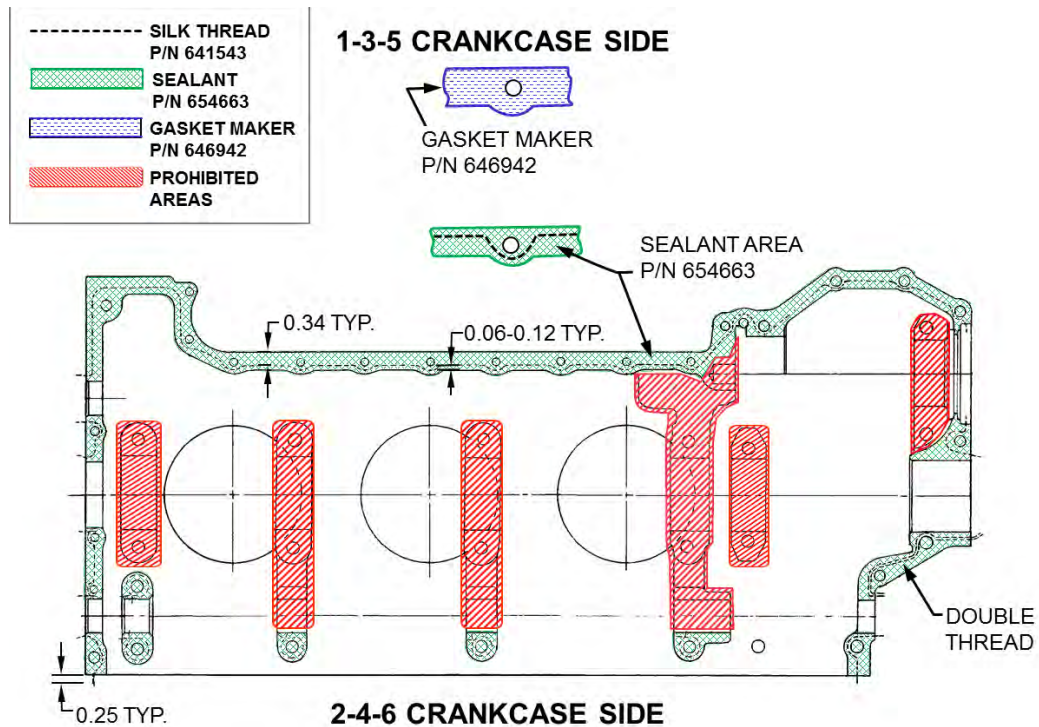 SILK THREAD
P/N 641543
SEALANT
P/N 654663
GASKET MAKER
P/N 646942
PROHIBITED
AREAS
1-3-5 CRANKCASE SIDE
GASKET MAKER
P/N 646942
SEALANT AREA
P/N 654663
0.34 TYP.
0.06-0.12 TYP.
DOUBLE
THREAD
0.25 TYP.
2-4-6 CRANKCASE SIDE